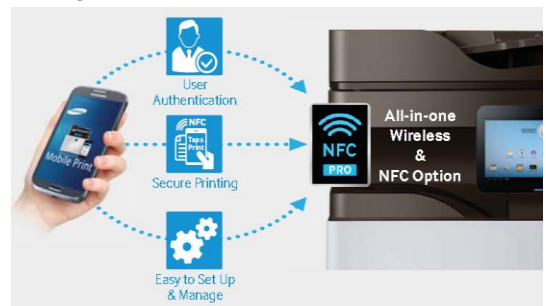 SAMSUNG
Mobile Print
User
Authentication
NFC
Tap &
Print
Secure Printing
Easy to Set Up
& Manage
NFC
PRO
All-in-one
Wireless
&
NFC Option